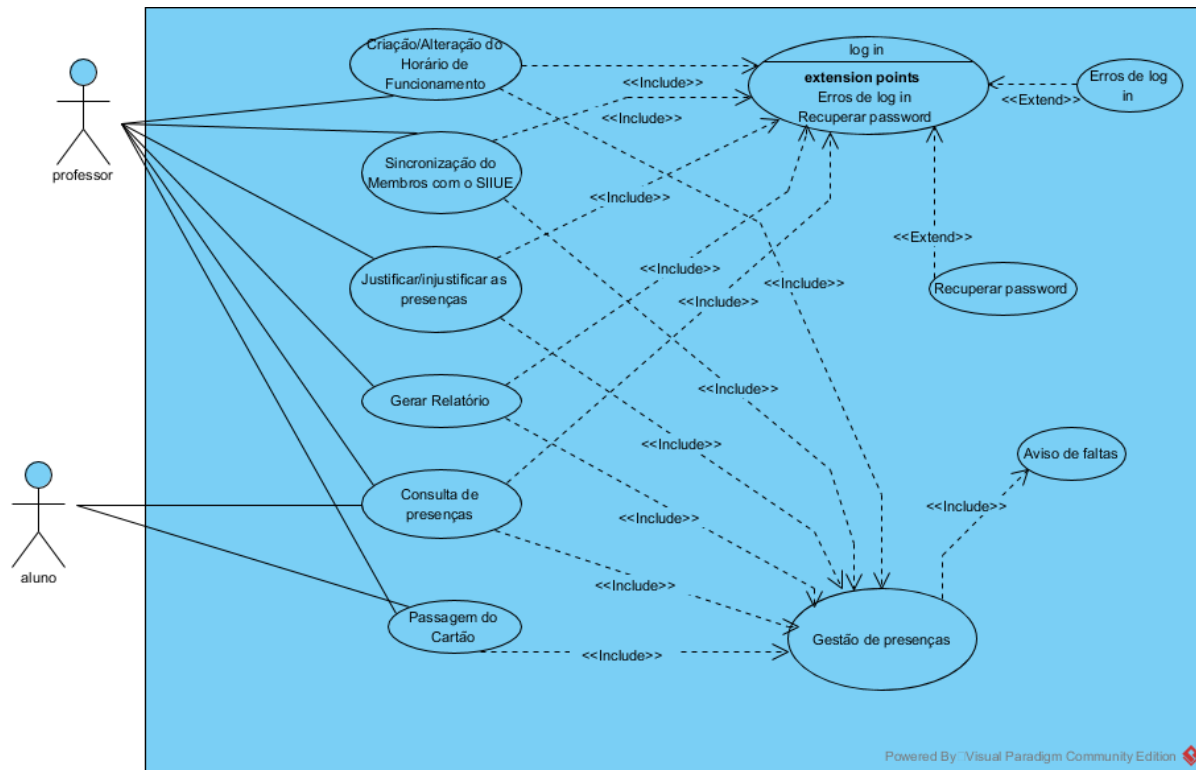 Criação/Alteração do
Horário de
Funcionamento
log in
extension points
Erros de log in
Recuperar password
<<Include>>
Erros de log
in
<<Extend>>
<<Include>>
professor
Sincronização do
Membros com o SIIUE
<<Include>>
<<Extend>>
Justificar/injustificar as
presenças
<<Include>>
<<Include>>
<<Include>>
Recuperar password
Gerar Relatório
<<Include>>
<<Include>>
Aviso de faltas
Consulta de
presenças
<<Include>>
<<Include>>
aluno
<<Include>>
Passagem do
Cartão
<<Include>>
Gestão de presenças
Powered By Visual Paradigm Community Edition